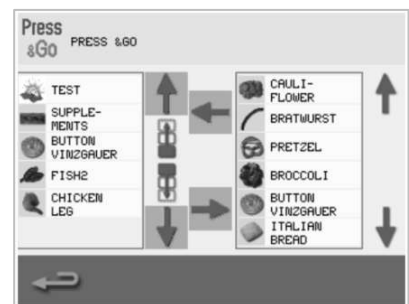 Press
&Go
PRESS &GO
TEST
SUPPLE-
MENTS
BUTTON
VINZGAUER
FISH2
CHICKEN
LEG
CAULI-
FLOWER
BRATWURST
PRETZEL
BROCCOLI
BUTTON
VINZGAUER
ITALIAN
BREAD